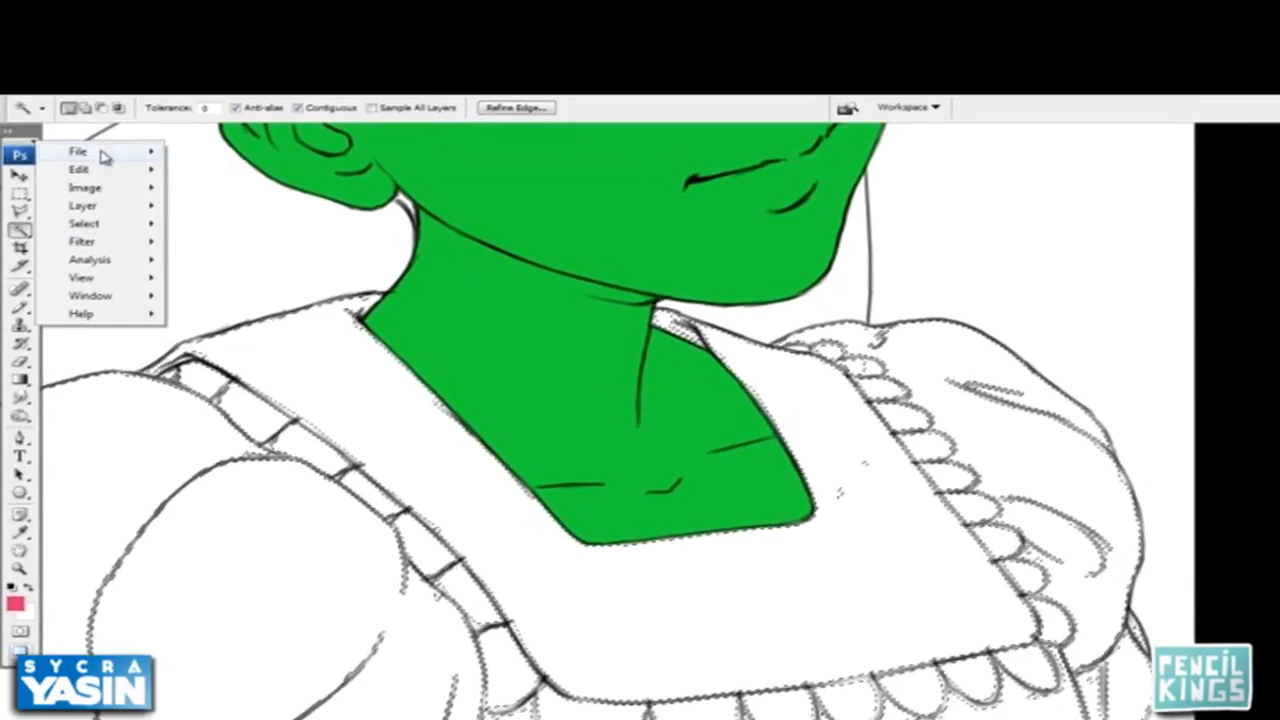 Tolerance: 0 Anti-alias Contiguous Sample All Layers Refine Edge... Workspace
Ps
File
Edit
Image
Layer
Select
Filter
Analysis
View
Window
Help
T
SYCRA
YASIN
PENCIL
KINGS